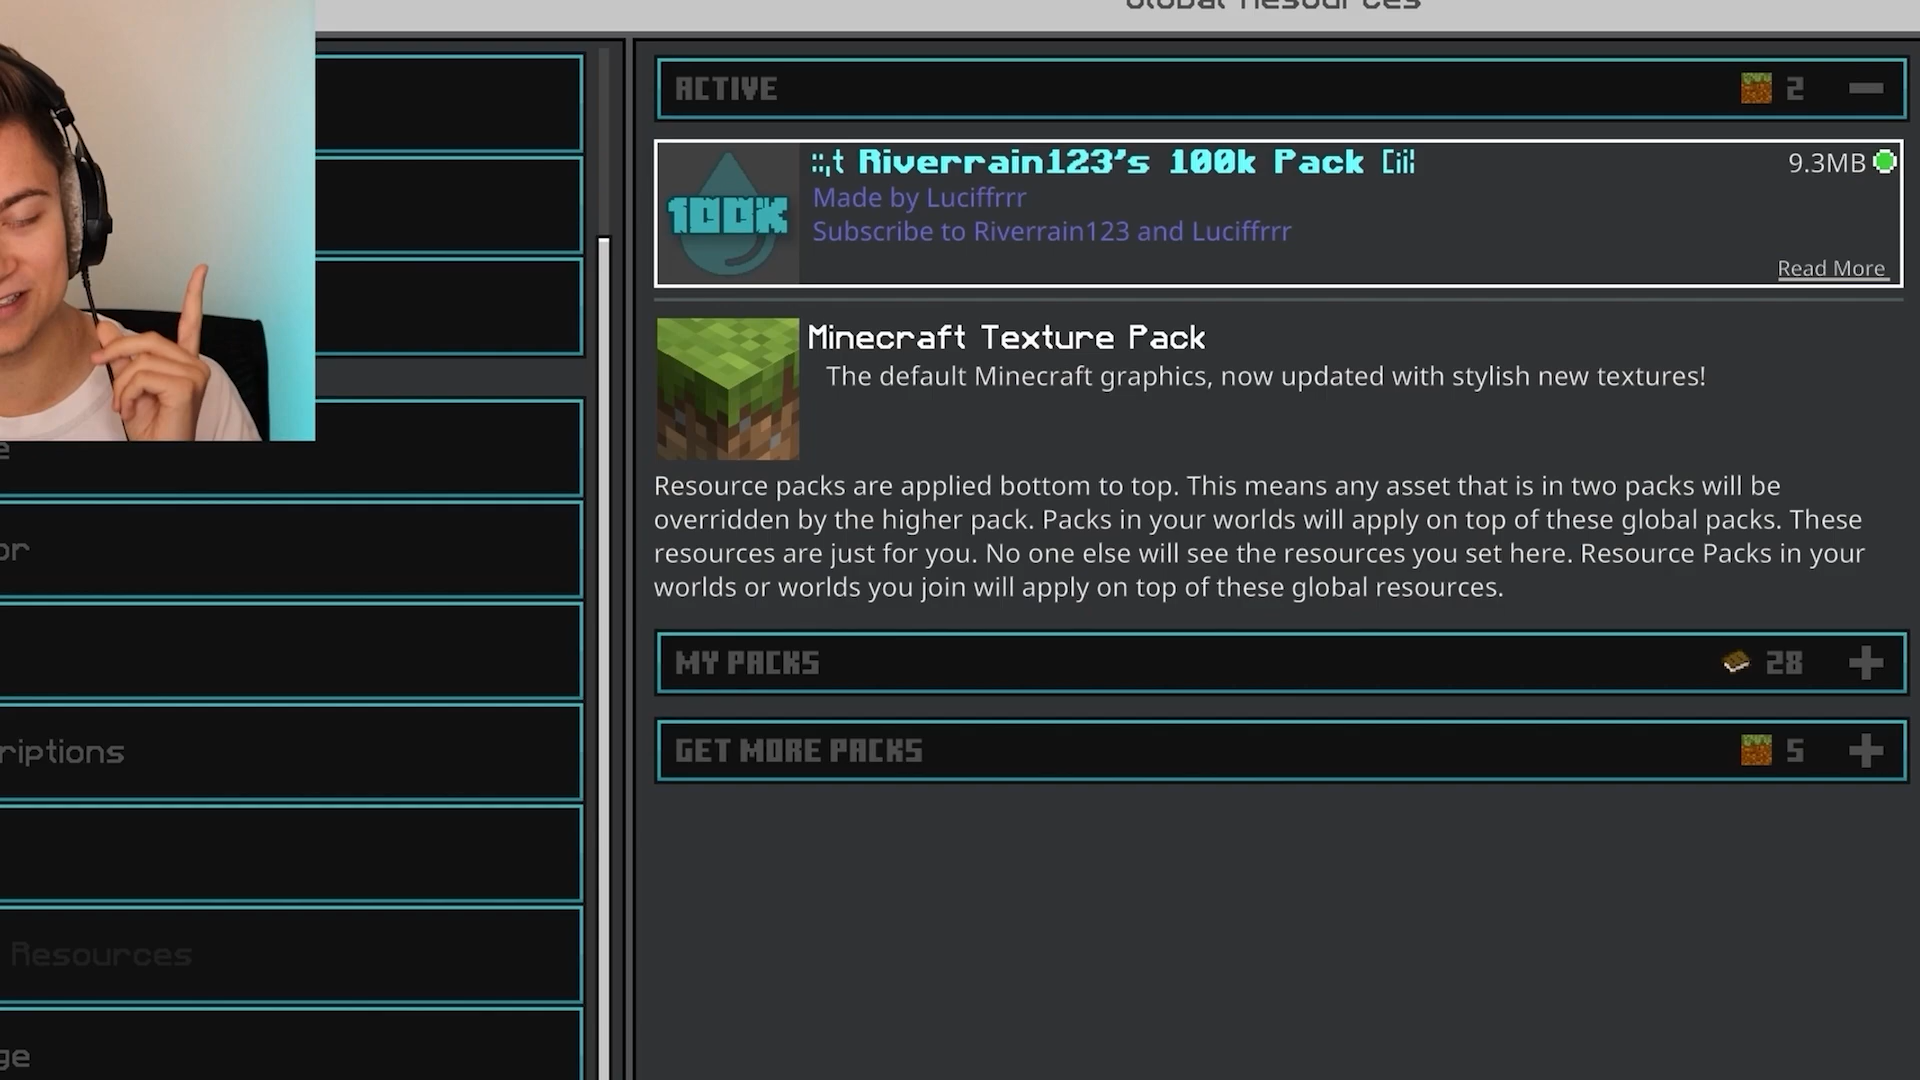 Global Resources
ACTIVE
2
100K
Riverrain123's 100k Pack
9.3MB
Made by Luciffrrr
Subscribe to Riverrain123 and Luciffrrr
Read More
Minecraft Texture Pack
The default Minecraft graphics, now updated with stylish new textures!
Resource packs are applied bottom to top. This means any asset that is in two packs will be
overridden by the higher pack. Packs in your worlds will apply on top of these global packs. These
resources are just for you. No one else will see the resources you set here. Resource Packs in your
worlds or worlds you join will apply on top of these global resources.
MY PACKS
28
GET MORE PACKS
5
e
or
riptions
Resources
ge